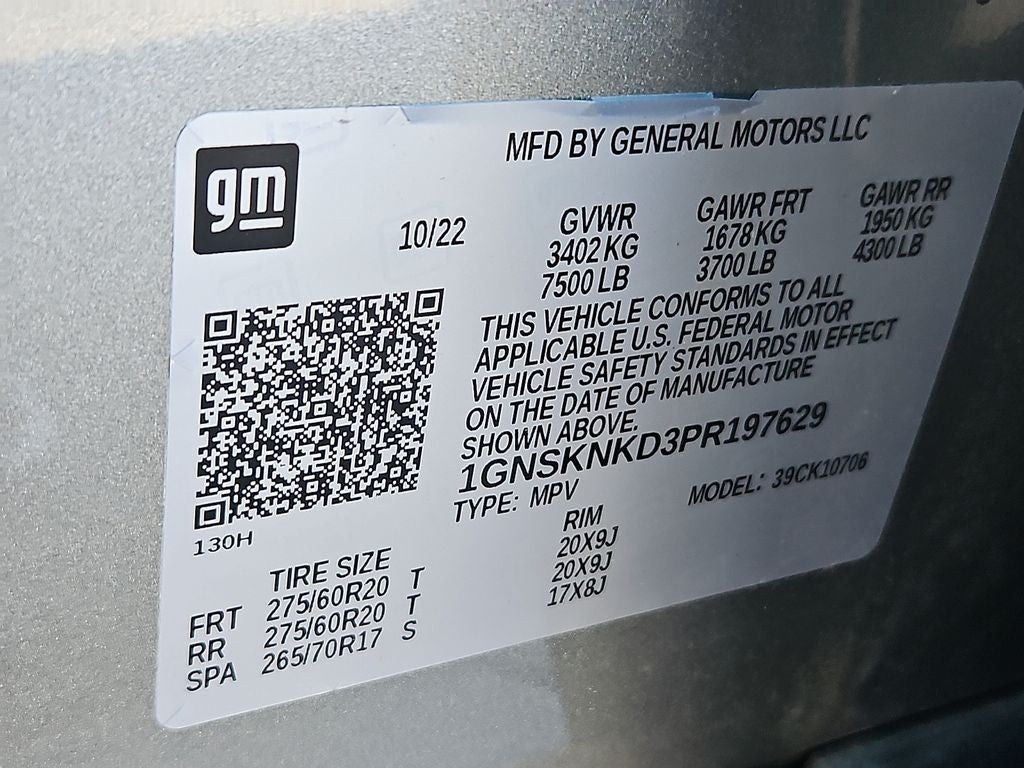 gm
MFD BY GENERAL MOTORS LLC
10/22
GVWR GAWR FRT GAWR RR
3402 KG 1678 KG 1950 KG
7500 LB 3700 LB 4300 LB
THIS VEHICLE CONFORMS TO ALL
APPLICABLE U.S. FEDERAL MOTOR
VEHICLE SAFETY STANDARDS IN EFFECT
ON THE DATE OF MANUFACTURE
SHOWN ABOVE.
1GNSKNKD3PR197629
TYPE: MPV MODEL: 39CK10706
130H
TIRE SIZE RIM
FRT 275/60R20 T 20X9J
RR 275/60R20 T 20X9J
SPA 265/70R17 S 17X8J